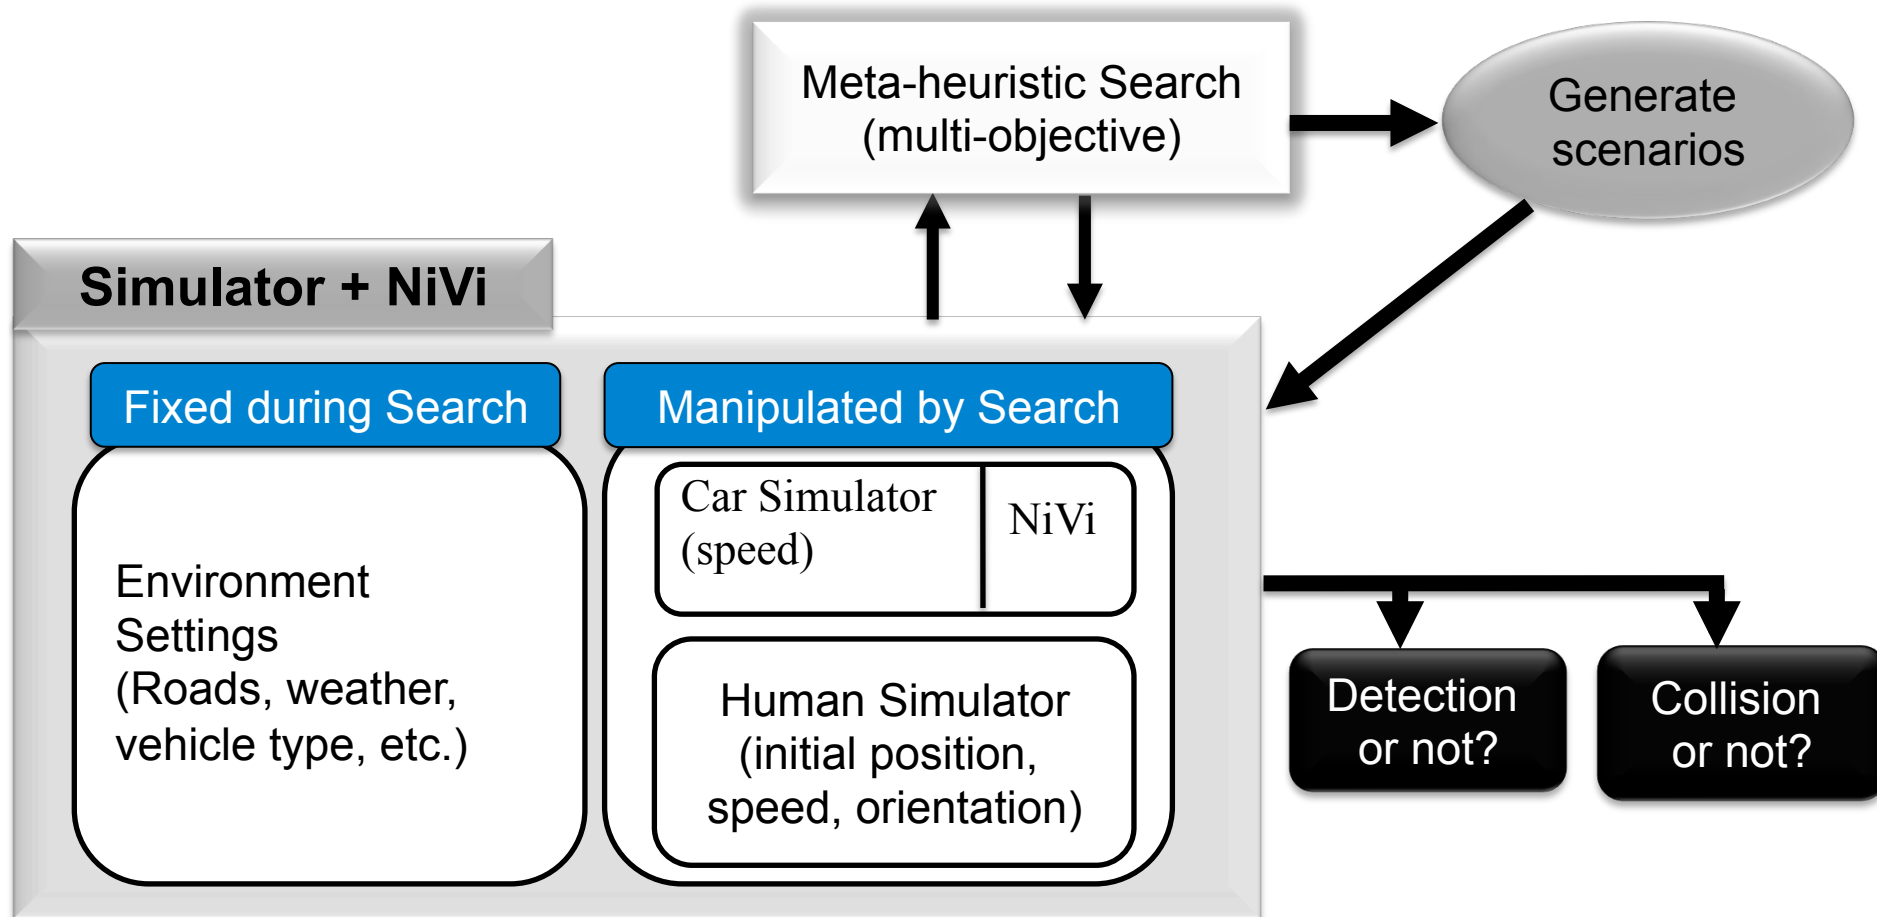 Meta-heuristic Search
(multi-objective)
Generate
scenarios
Simulator + NiVi
Fixed during Search
Manipulated by Search
Environment
Settings
(Roads, weather,
vehicle type, etc.)
Car Simulator
(speed)
NiVi
Human Simulator
(initial position,
speed, orientation)
Detection
or not?
Collision
or not?